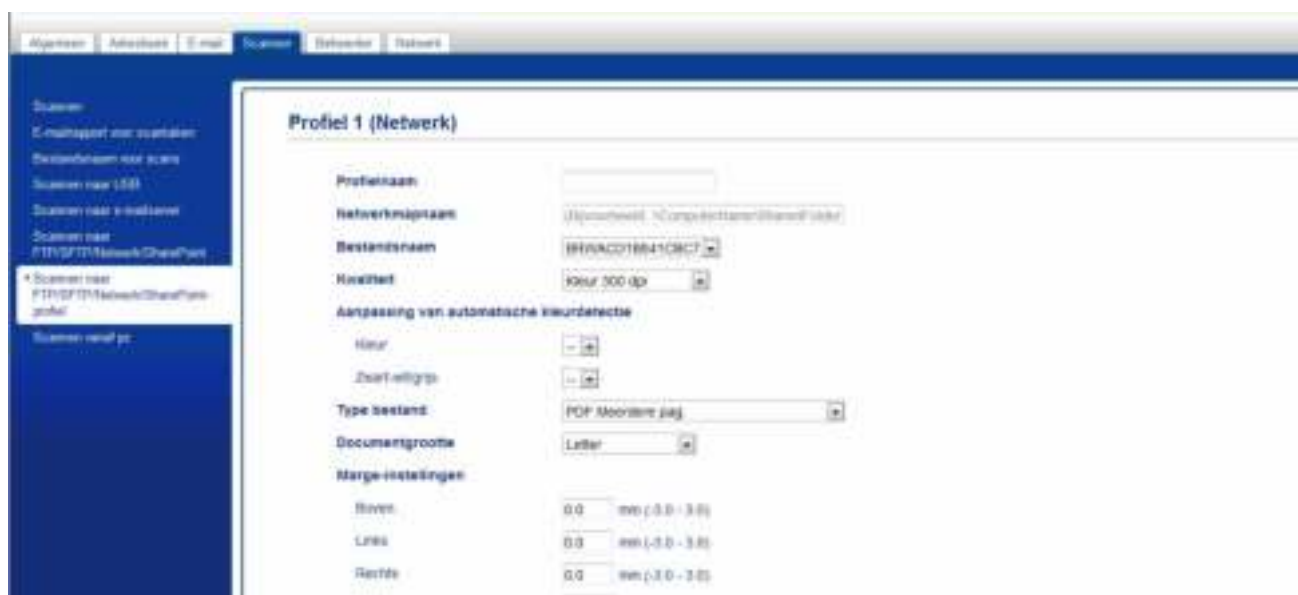 Algemeen Adresboek E-mail Scannen Beheerder Netwerk
Scannen
E-mailrapport voor scantaken
Bestandsnaam voor scans
Scannen naar USB
Scannen naar e-mailserver
Scannen naar
FTP/SFTP/Network/SharePoint
Scannen naar
FTP/SFTP/Network/SharePoint-
profiel
Scannen vanaf pc
Profiel 1 (Netwerk)
Profielnaam
Netwerkmapnaam \ComputerName\SharedFolder
Bestandsnaam
Kwaliteit Kleur 300 dpi
Aanpassing van automatische kleurdetectie
Kleur --
Zwart-wit/grijs --
Type bestand PDF Meerdere pag.
Documentgrootte Letter
Marge-instellingen
Boven 0.0 mm (-3.0 - 3.0)
Links 0.0 mm (-3.0 - 3.0)
Rechts 0.0 mm (-3.0 - 3.0)